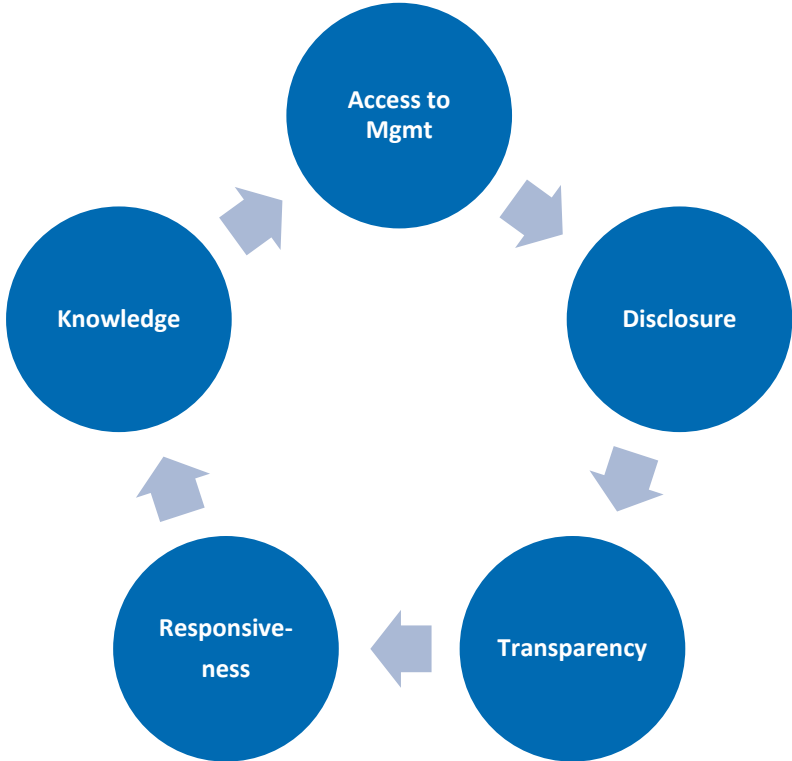 Access to
Mgmt
Knowledge
Disclosure
Responsive-
ness
Transparency